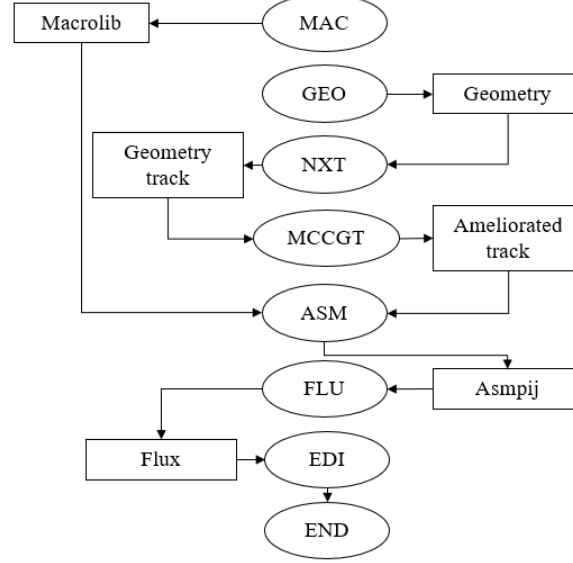 Macrolib
MAC
GEO
Geometry
Geometry
track
NXT
MCCGT
Ameliorated
track
ASM
FLU
Asmpij
Flux
EDI
END